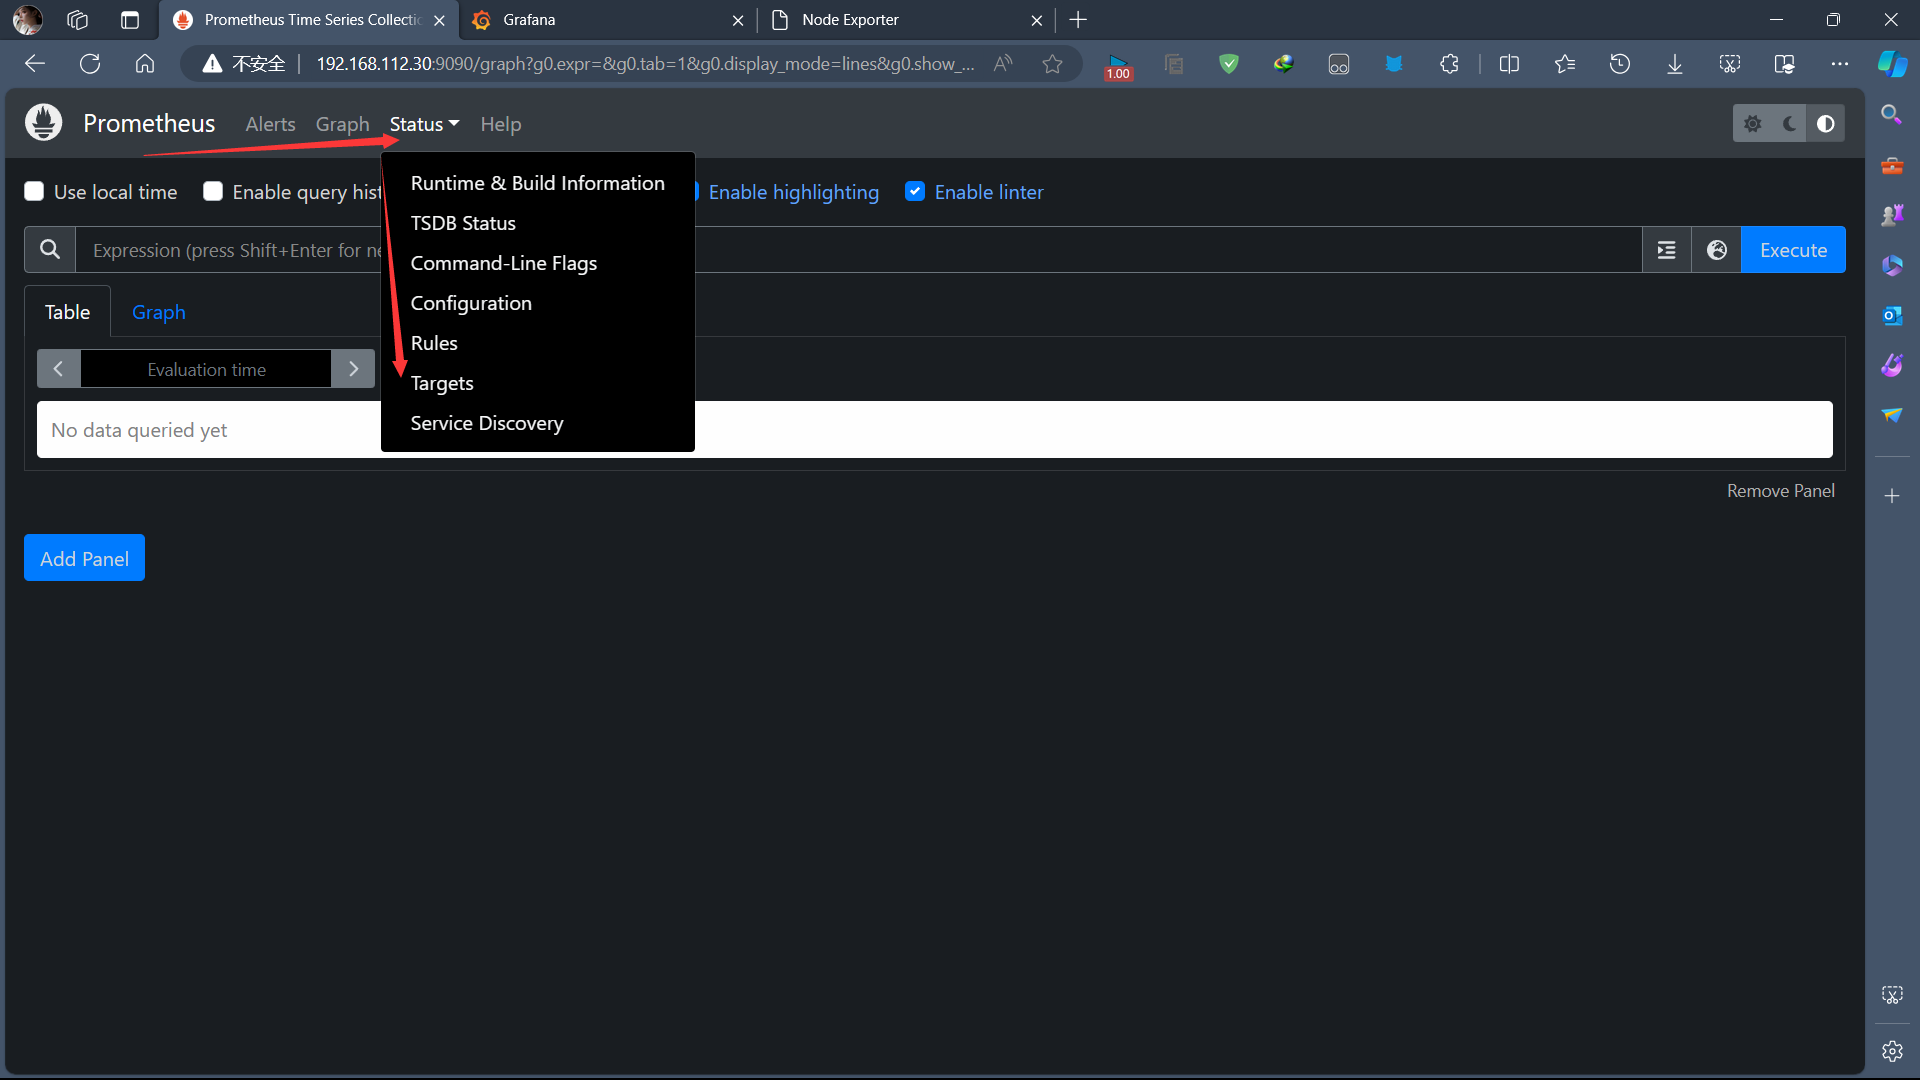 Prometheus Time Series Collectio
Grafana
Node Exporter
不安全
192.168.112.30:9090/graph?g0.expr=&g0.tab=1&g0.display_mode=lines&g0.show_...
1.00
Prometheus
Alerts
Graph
Status
Help
Runtime & Build Information
TSDB Status
Command-Line Flags
Configuration
Rules
Targets
Service Discovery
Use local time
Enable query hist
Enable highlighting
Enable linter
Expression (press Shift+Enter for ne
Execute
Table
Graph
Evaluation time
No data queried yet
Remove Panel
Add Panel